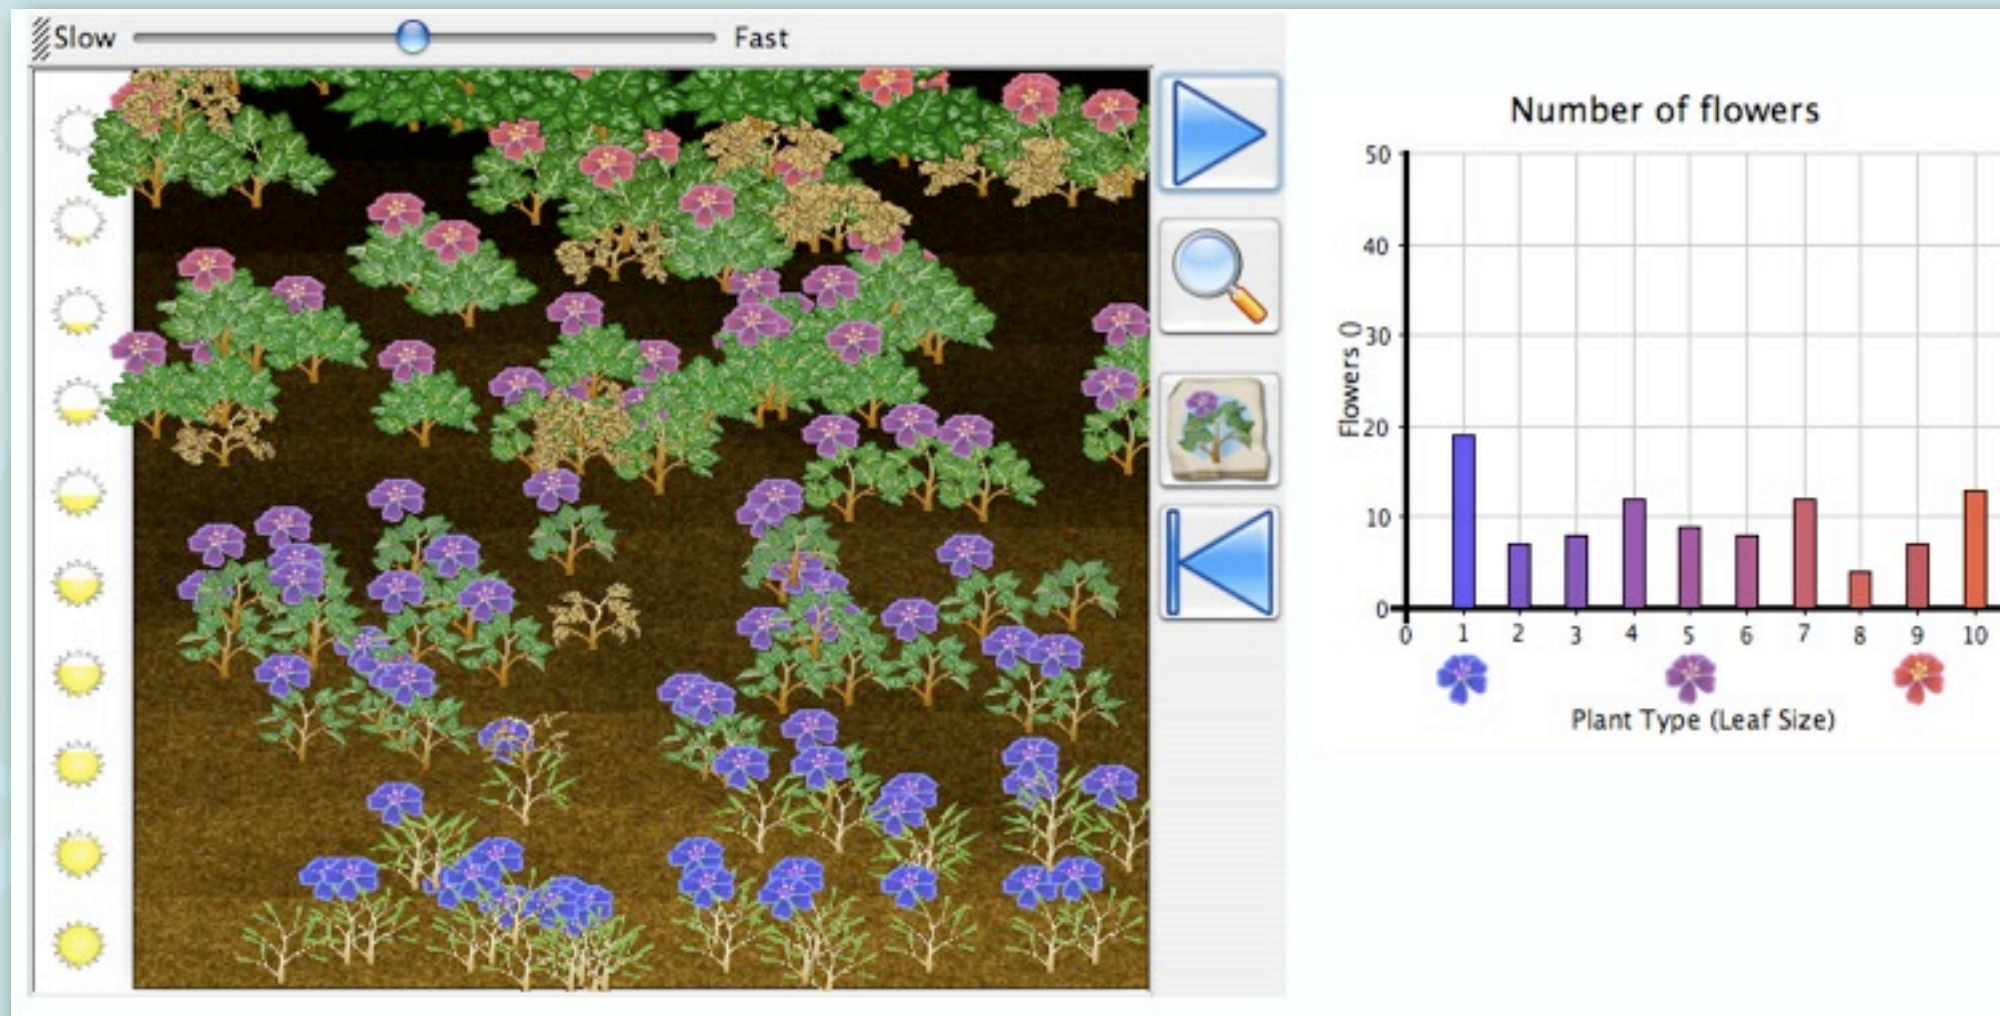 Slow
Fast
Number of flowers
50
40
30
20
10
0
Flowers ()
0 1 2 3 4 5 6 7 8 9 10
Plant Type (Leaf Size)